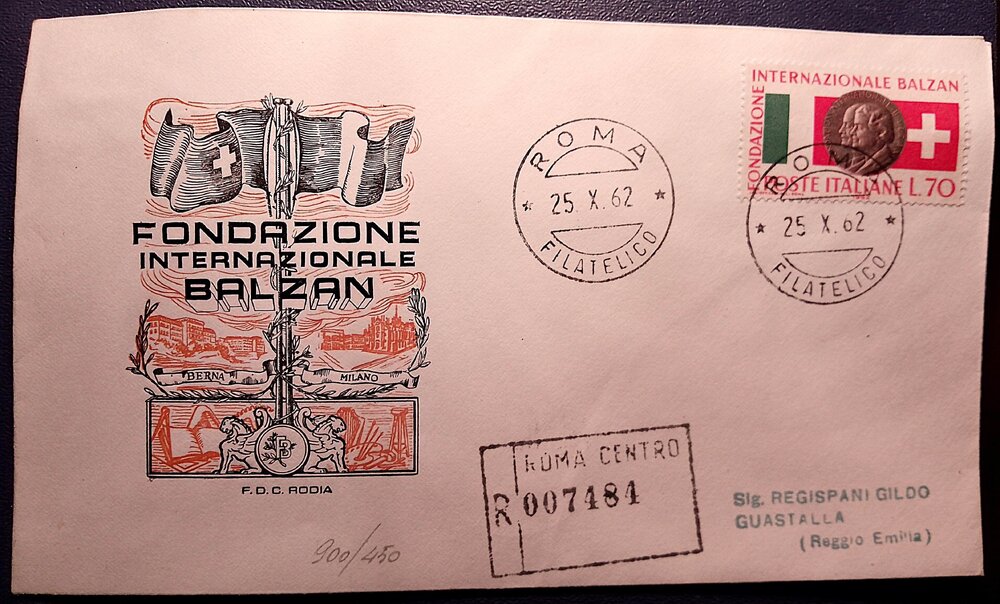 FONDAZIONE
INTERNAZIONALE
BALZAN
BERNA
MILANO
F.D.C. RODIA
900/450
ROMA
25. X. 62
FILATELICO
FONDAZIONE
INTERNAZIONALE BALZAN
POSTE ITALIANE L.70
ROMA
25 X. 62
FILATELICO
ROMA CENTRO
R 007484
Sig. REGISPANI GILDO
GUASTALLA
(Reggio Emilia)